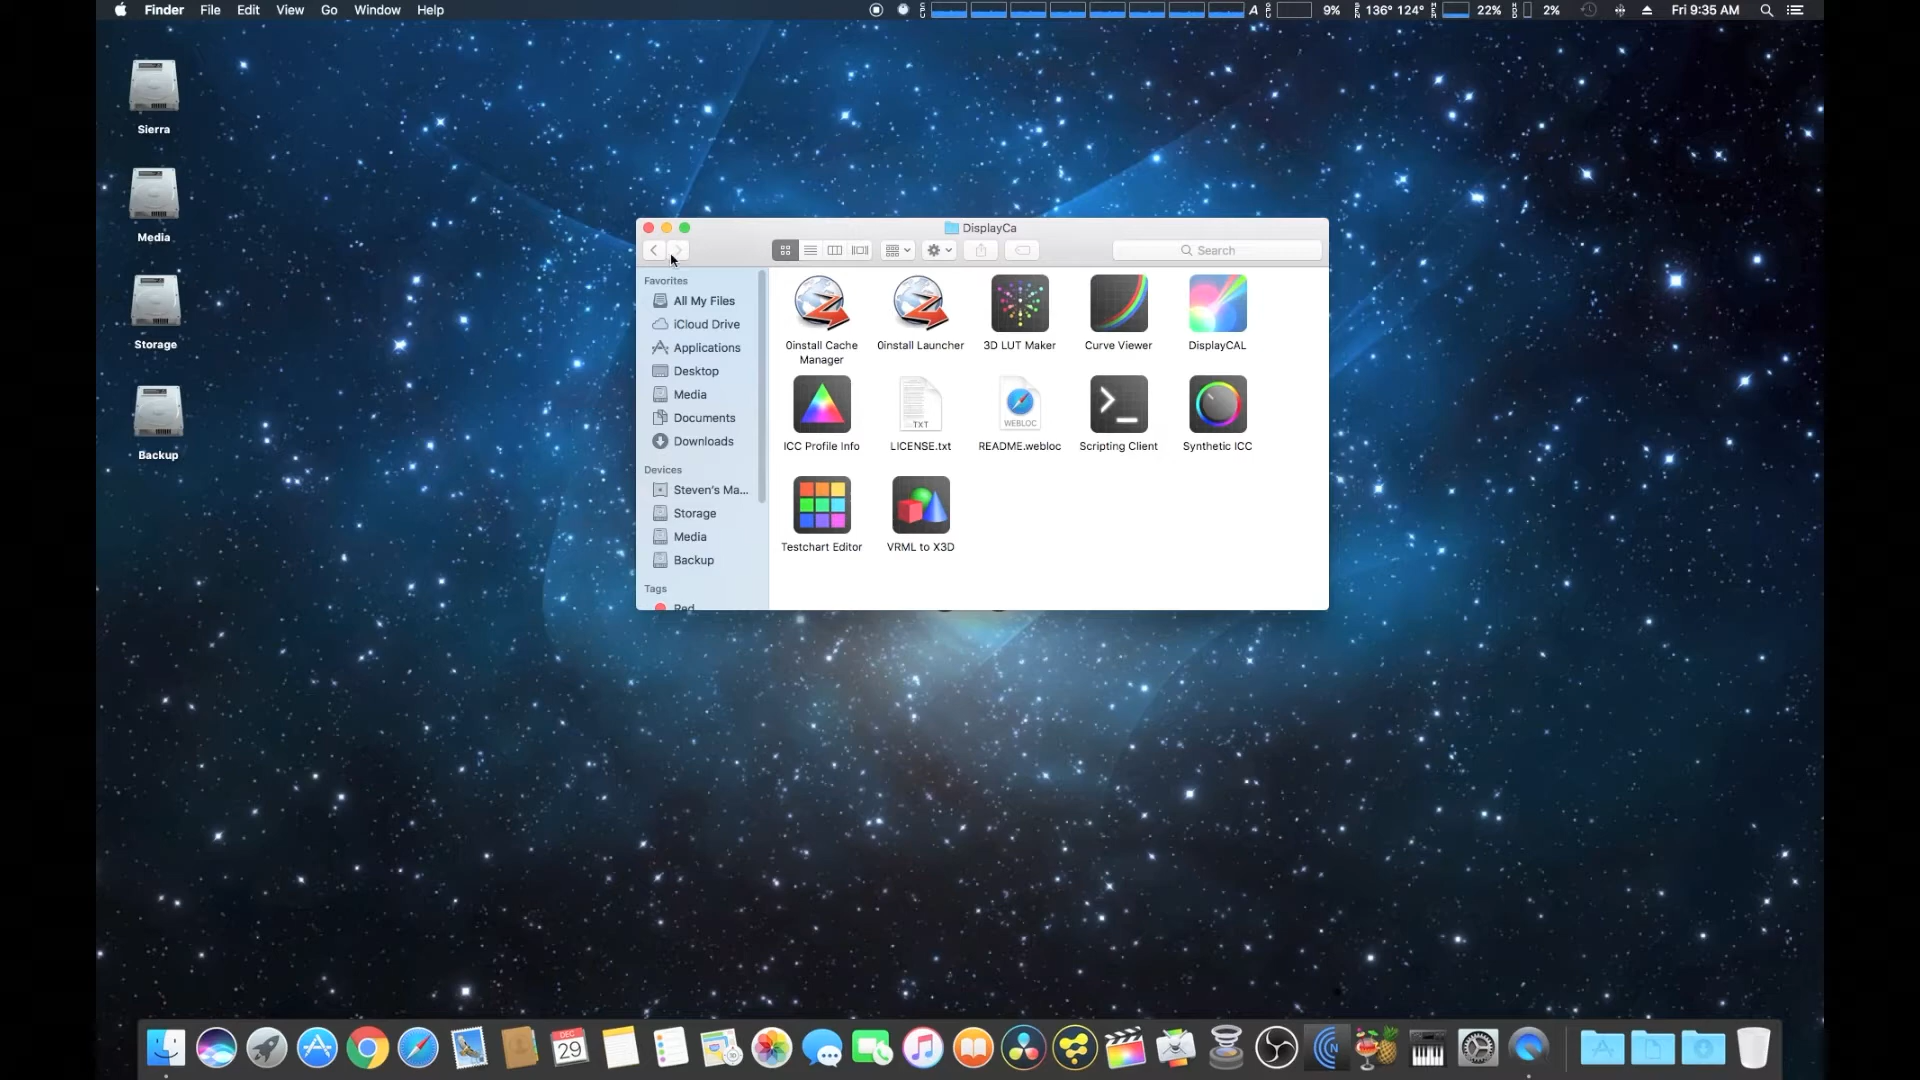 Finder File Edit View Go Window Help
9% 136° 124° 22% 2% Fri 9:35 AM
Sierra
Media
Storage
Backup
DisplayCa
Search
Favorites
All My Files
iCloud Drive
Applications
Desktop
Media
Documents
Downloads
Devices
Steven's Ma...
Storage
Media
Backup
Tags
Red
0install Cache
Manager
0install Launcher
3D LUT Maker
Curve Viewer
DisplayCAL
ICC Profile Info
TXT
LICENSE.txt
WEBLOC
README.webloc
Scripting Client
Synthetic ICC
Testchart Editor
VRML to X3D
DEC
29